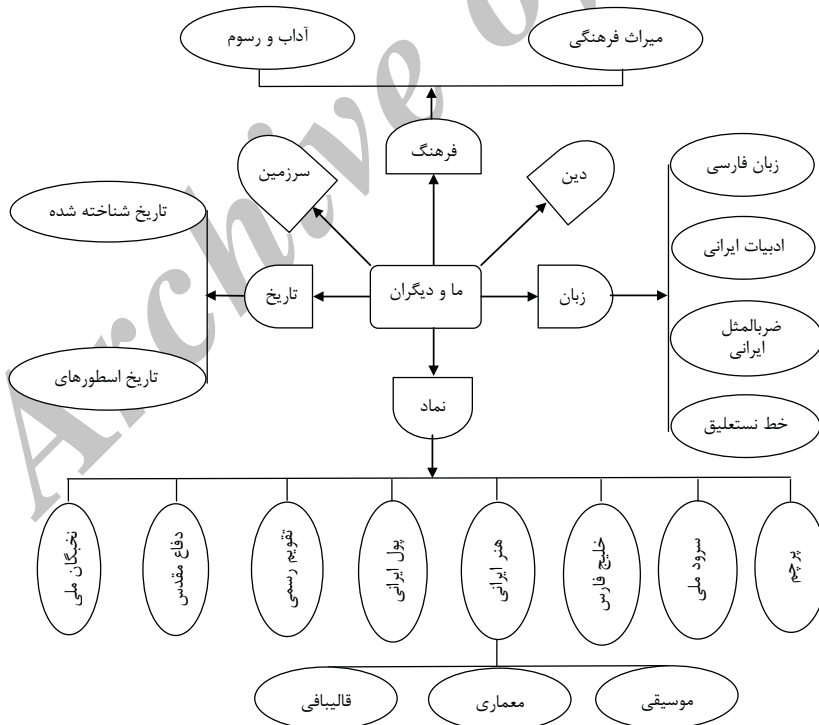 میراث فرهنگی
آداب و رسوم
فرهنگ
دین
سرزمین
زبان فارسی
تاریخ شناخته شده
ادبیات ایرانی
ما و دیگران
زبان
تاریخ
ضربالمثل
ایرانی
تاریخ اسطورهای
نماد
خط نستعلیق
پرچم
سرود ملی
خلیج فارس
هنر ایرانی
پول ایرانی
تقویم رسمی
دفاع مقدس
نخبگان ملی
موسیقی
معماری
قالیبافی
Archive of